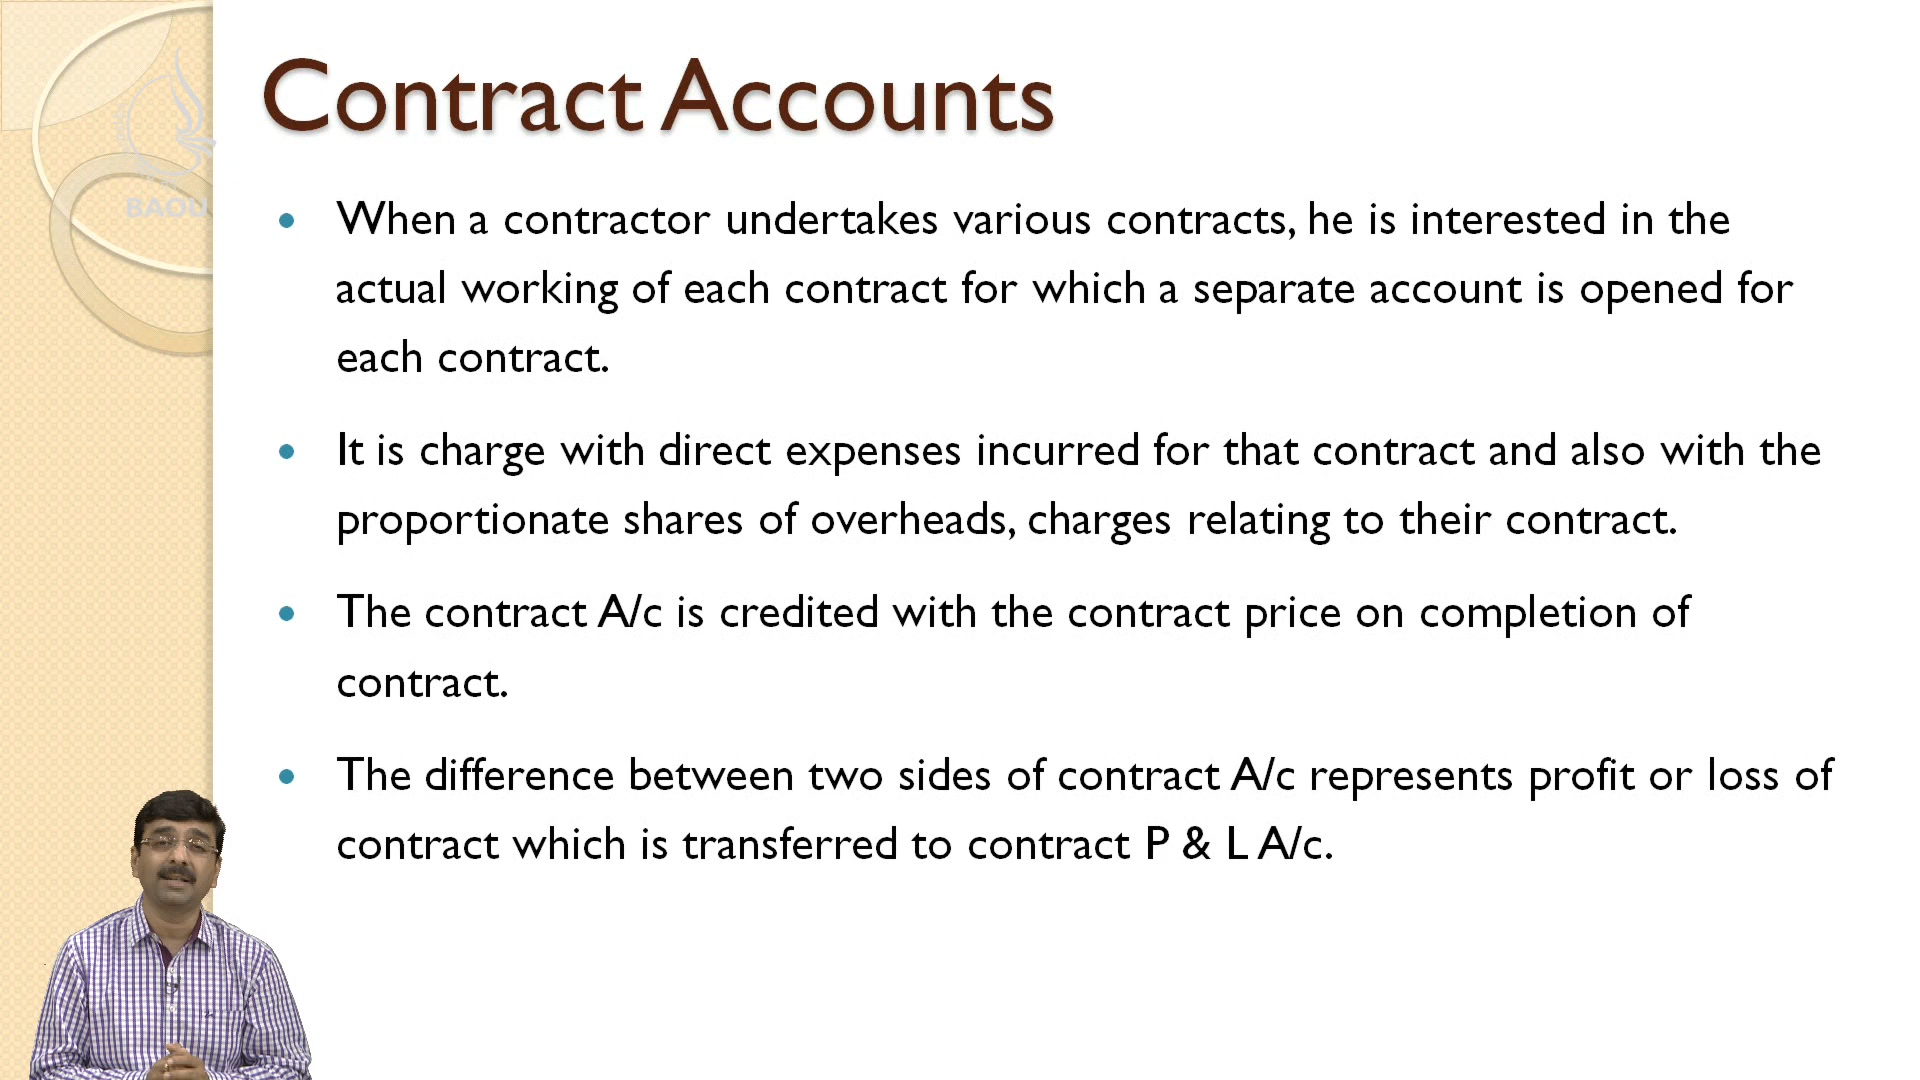 Contract Accounts
BAOU
• When a contractor undertakes various contracts, he is interested in the
actual working of each contract for which a separate account is opened for
each contract.
• It is charge with direct expenses incurred for that contract and also with the
proportionate shares of overheads, charges relating to their contract.
• The contract A/c is credited with the contract price on completion of
contract.
• The difference between two sides of contract A/c represents profit or loss of
contract which is transferred to contract P & L A/c.